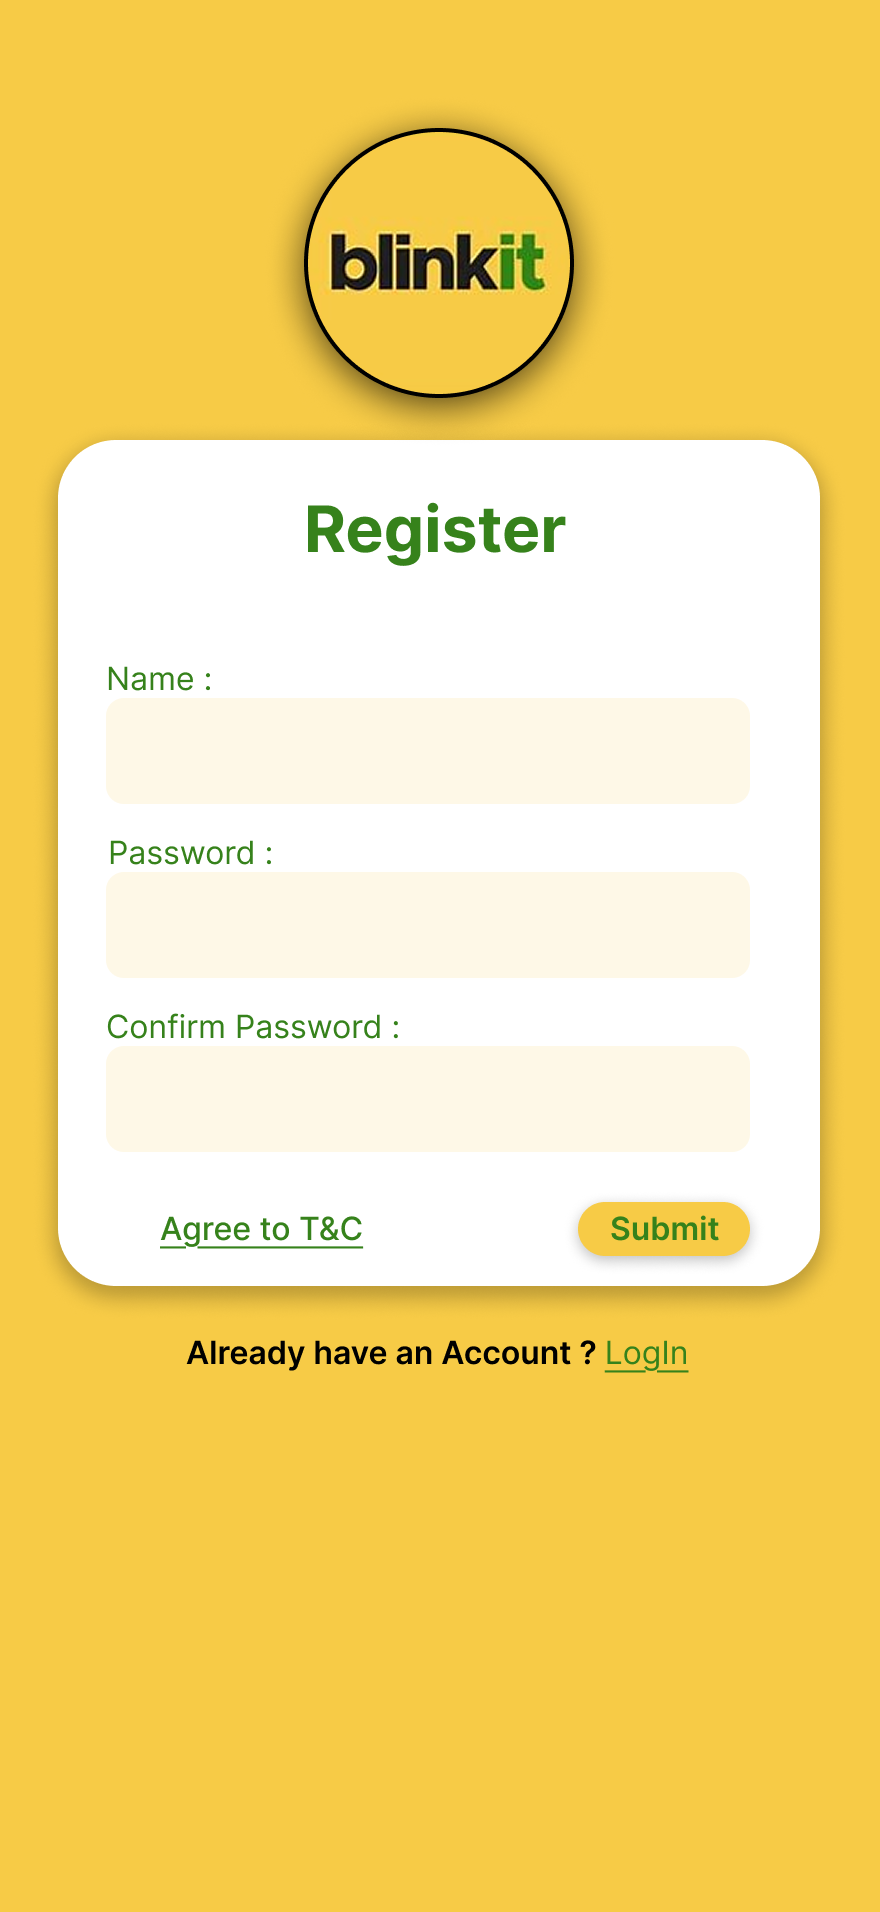 blinkit
Register
Name :
Password :
Confirm Password :
Agree to T&C
Submit
Already have an Account ? LogIn